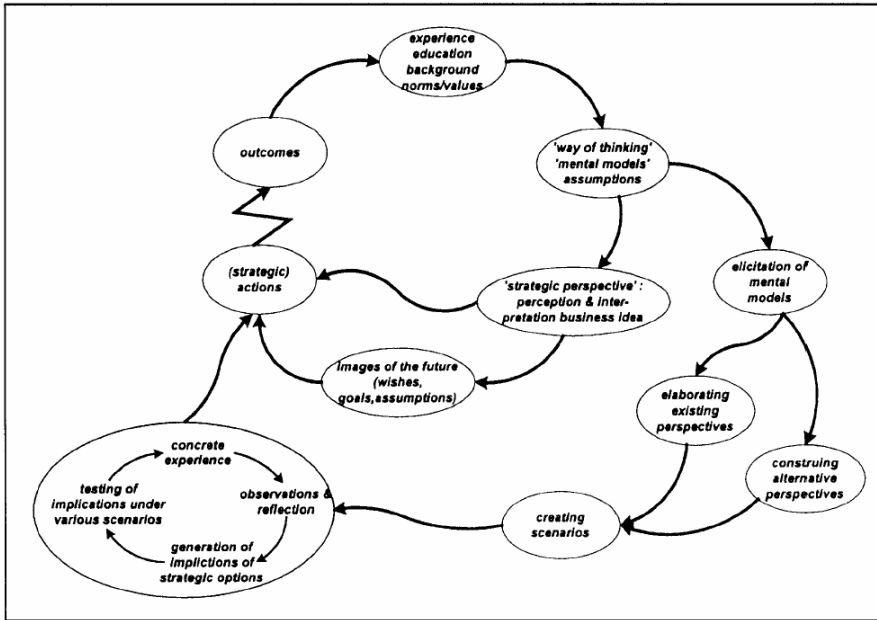 experience
education
background
norms/values
outcomes
'way of thinking'
'mental models'
assumptions
(strategic)
actions
'strategic perspective' :
perception & inter-
pretation business idea
elicitation of
mental
models
Images of the future
(wishes,
goals,assumptions)
elaborating
existing
perspectives
construing
alternative
perspectives
creating
scenarios
concrete
experience
observations &
reflection
generation of
implictions of
strategic options
testing of
implications under
various scenarios